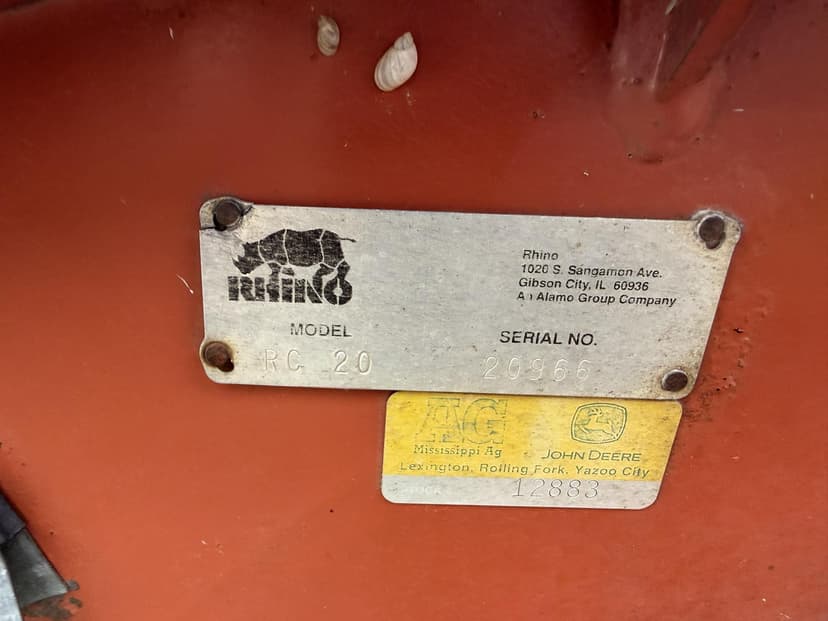 RHINO
Rhino
1020 S. Sangamon Ave.
Gibson City, IL 60936
An Alamo Group Company
MODEL
SERIAL NO.
RC 20
20966
AG
Mississippi Ag
JOHN DEERE
Lexington, Rolling Fork, Yazoo City
12883